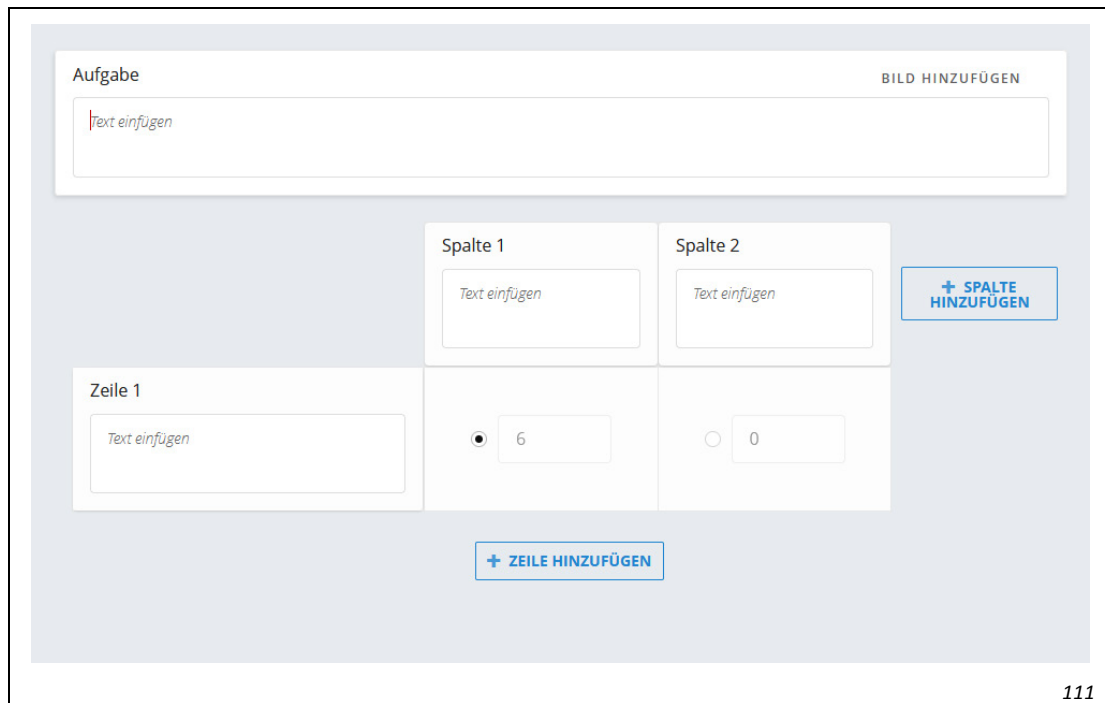 Aufgabe
BILD HINZUFÜGEN
Text einfügen
Spalte 1
Spalte 2
Text einfügen
Text einfügen
+ SPALTE
HINZUFÜGEN
Zeile 1
Text einfügen
6
0
+ ZEILE HINZUFÜGEN
111